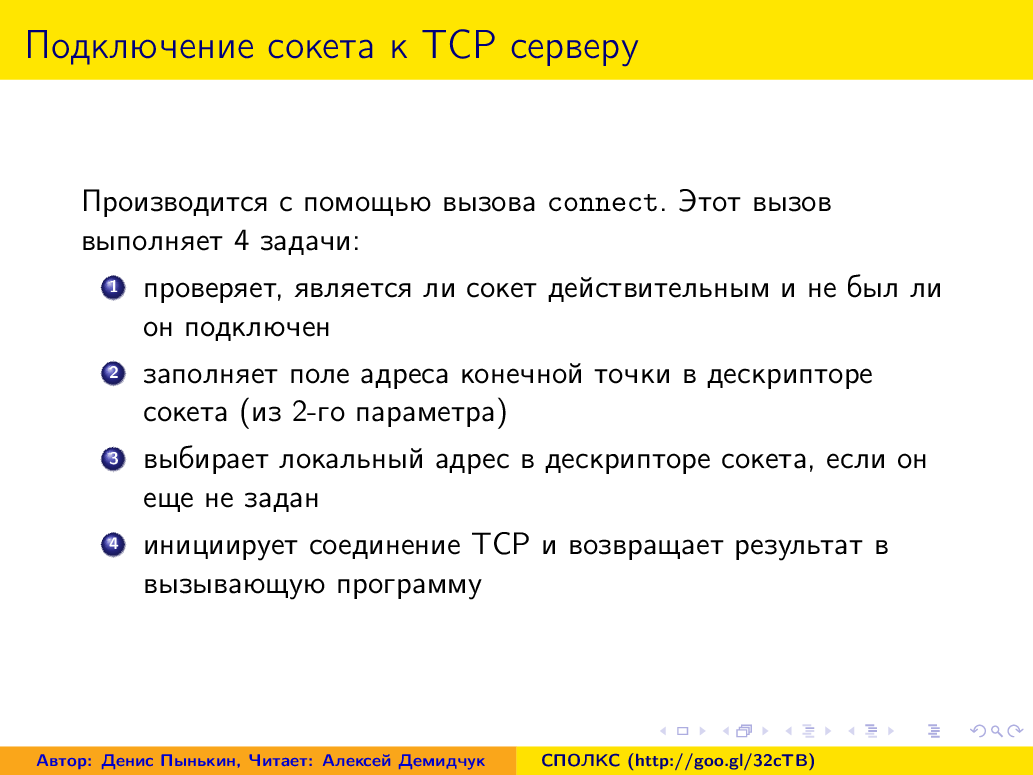 Подключение сокета к TCP серверу
Производится с помощью вызова connect. Этот вызов
выполняет 4 задачи:
1 проверяет, является ли сокет действительным и не был ли
он подключен
2 заполняет поле адреса конечной точки в дескрипторе
сокета (из 2-го параметра)
3 выбирает локальный адрес в дескрипторе сокета, если он
еще не задан
4 инициирует соединение TCP и возвращает результат в
вызывающую программу
Автор: Денис Пынькин, Читает: Алексей Демидчук
СПОЛКС (http://goo.gl/32cTB)